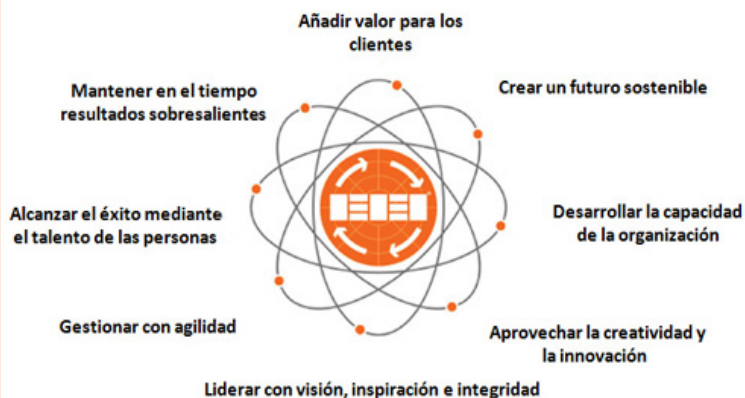 Añadir valor para los
clientes
Crear un futuro sostenible
Mantener en el tiempo
resultados sobresalientes
Desarrollar la capacidad
de la organización
Alcanzar el éxito mediante
el talento de las personas
Gestionar con agilidad
Aprovechar la creatividad y
la innovación
Liderar con visión, inspiración e integridad